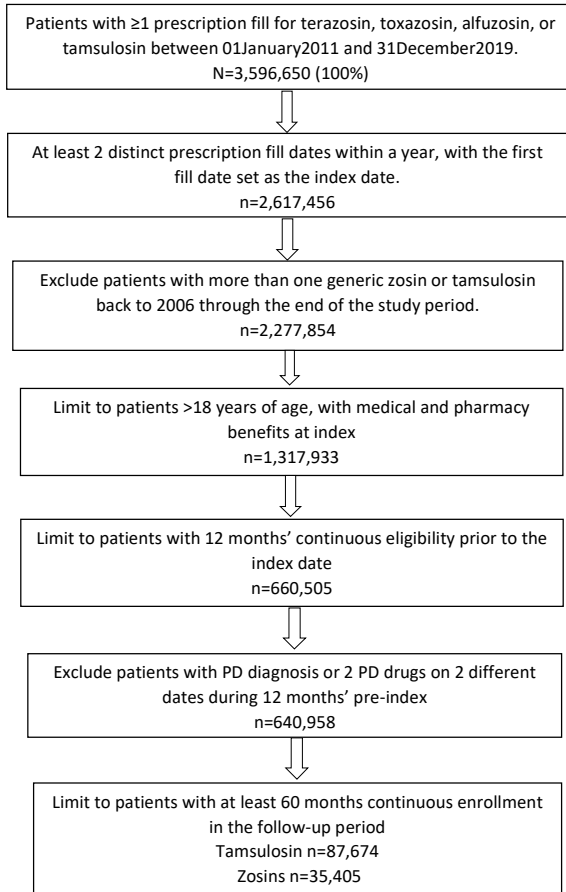 Patients with ≥1 prescription fill for terazosin, toxazosin, alfuzosin, or
tamsulosin between 01January2011 and 31December2019.
N=3,596,650 (100%)
At least 2 distinct prescription fill dates within a year, with the first
fill date set as the index date.
n=2,617,456
Exclude patients with more than one generic zosin or tamsulosin
back to 2006 through the end of the study period.
n=2,277,854
Limit to patients >18 years of age, with medical and pharmacy
benefits at index
n=1,317,933
Limit to patients with 12 months’ continuous eligibility prior to the
index date
n=660,505
Exclude patients with PD diagnosis or 2 PD drugs on 2 different
dates during 12 months’ pre-index
n=640,958
Limit to patients with at least 60 months continuous enrollment
in the follow-up period
Tamsulosin n=87,674
Zosins n=35,405